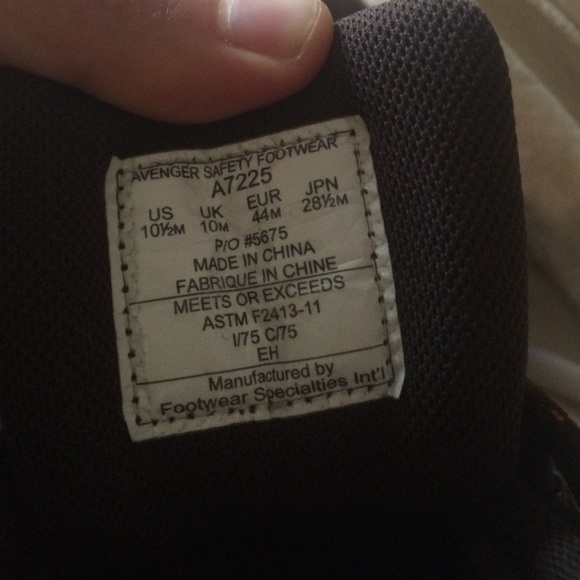 AVENGER SAFETY FOOTWEAR
A7225
US UK EUR JPN
10½M 10M 44M 28½M
P/O #5675
MADE IN CHINA
FABRIQUE IN CHINE
MEETS OR EXCEEDS
ASTM F2413-11
I/75 C/75
EH
Manufactured by
Footwear Specialties Int'l